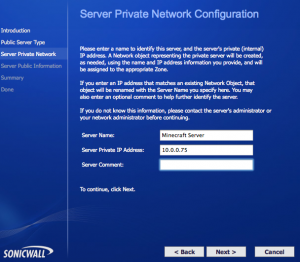 Server Private Network Configuration
Introduction
Public Server Type
Server Private Network
Server Public Information
Summary
Done
Please enter a name to identify this server, and the server's private (internal)
IP address. A Network object representing the private server will be created,
as needed, using the name and IP address information you provide, and will
be assigned to the appropriate Zone.
If you enter an IP address that matches an existing Network Object, that
object will be renamed with the Server Name you specify here. You may
also enter an optional comment to help further identify the server.
If you do not know this information, please contact the server's administrator or
your network administrator before continuing.
Server Name:
Minecraft Server
Server Private IP Address:
10.0.0.75
Server Comment:
To continue, click Next.
SONICWALL
< Back
Next >
Cancel